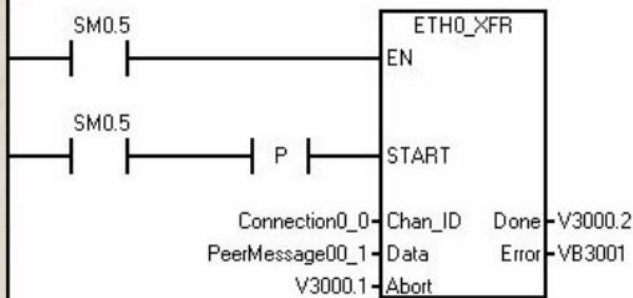 SM0.5
ETH0_XFR
EN
SM0.5
P
START
Connection0_0 Chan_ID Done V3000.2
PeerMessage00_1 Data Error VB3001
V3000.1 Abort